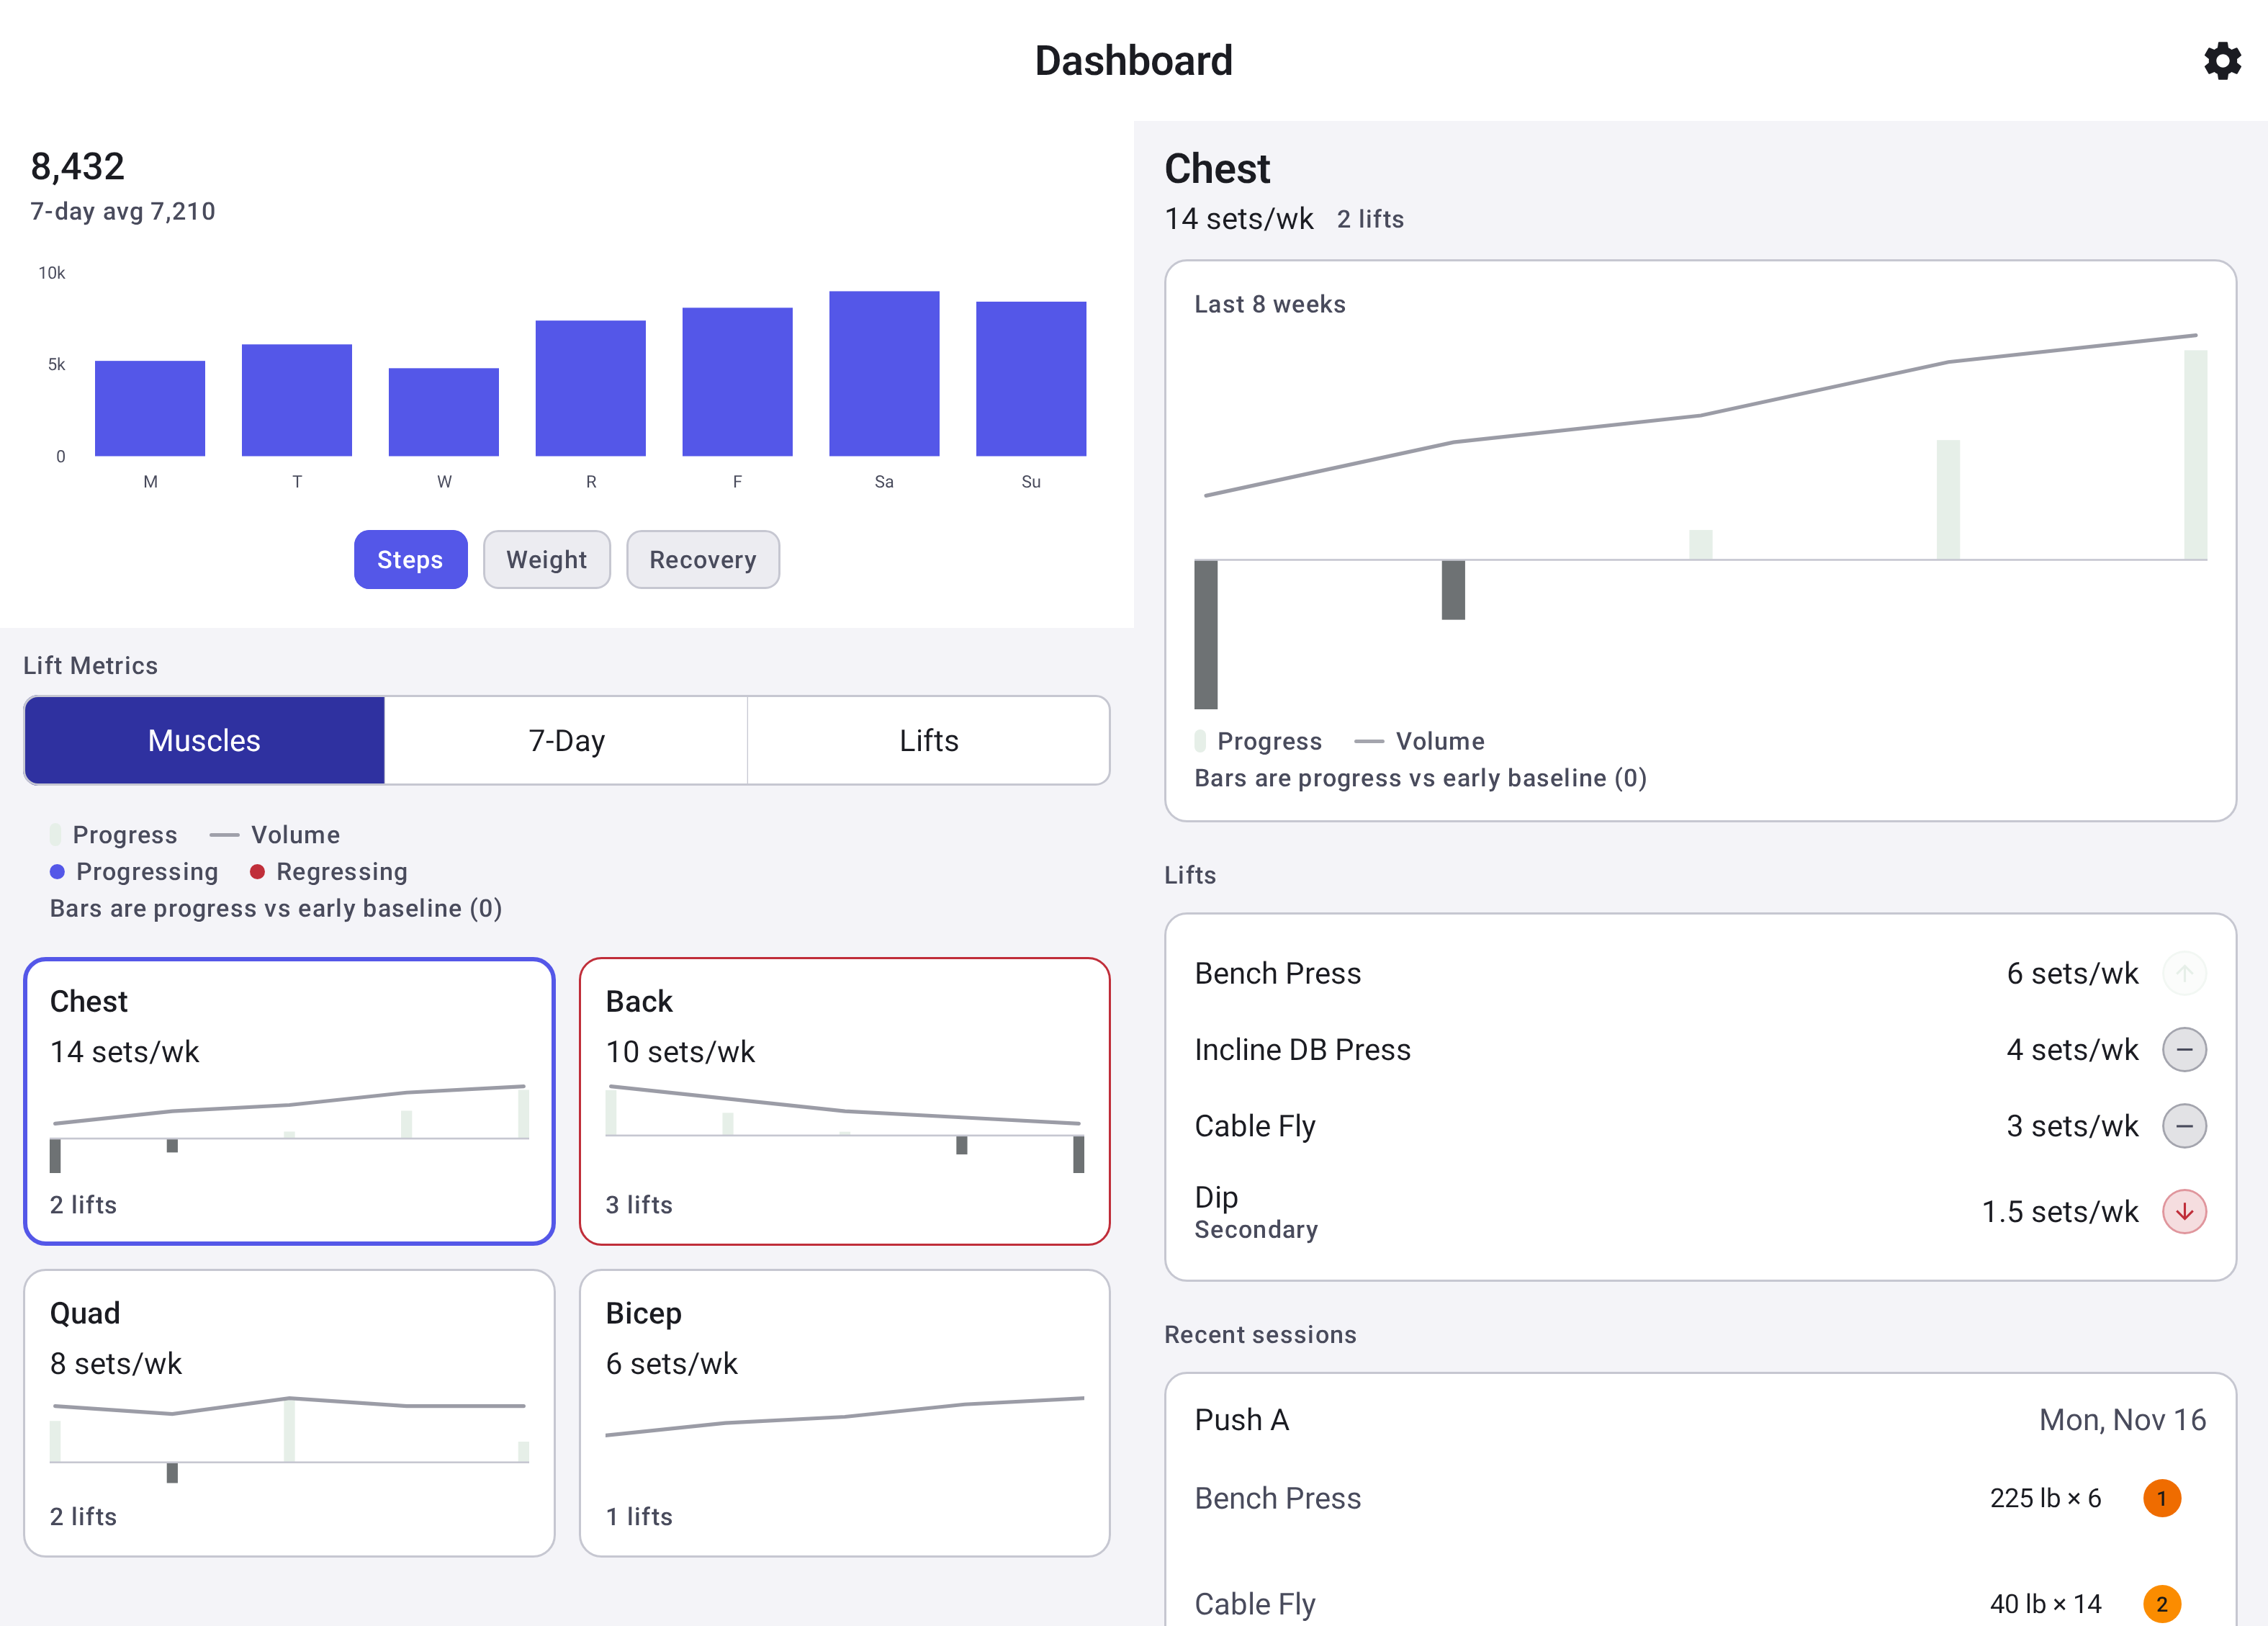 Dashboard
8,432
7-day avg 7,210
10k
5k
0
M T W R F Sa Su
Steps Weight Recovery
Lift Metrics
Muscles 7-Day Lifts
Progress Volume
Progressing Regressing
Bars are progress vs early baseline (0)
Chest
14 sets/wk
2 lifts
Back
10 sets/wk
3 lifts
Quad
8 sets/wk
2 lifts
Bicep
6 sets/wk
1 lifts
Chest
14 sets/wk 2 lifts
Last 8 weeks
Progress Volume
Bars are progress vs early baseline (0)
Lifts
Bench Press 6 sets/wk
Incline DB Press 4 sets/wk
Cable Fly 3 sets/wk
Dip
Secondary
1.5 sets/wk
Recent sessions
Push A Mon, Nov 16
Bench Press 225 lb × 6 1
Cable Fly 40 lb × 14 2